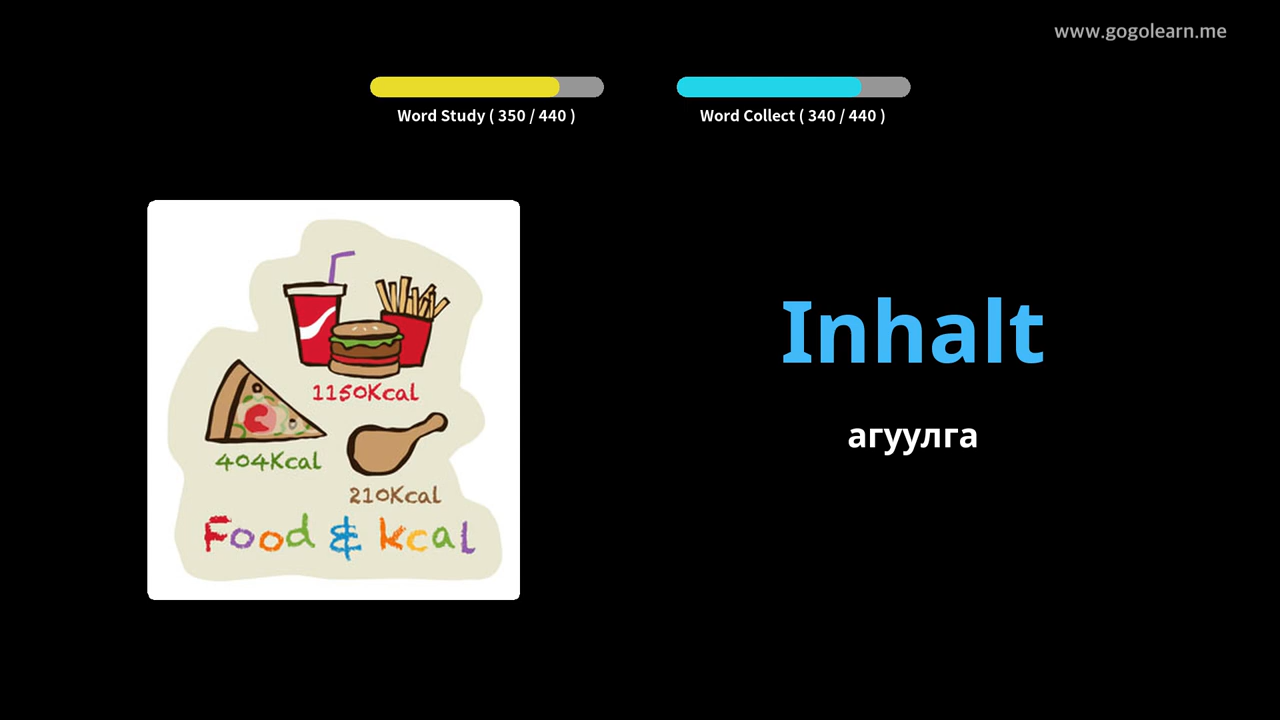 www.gogolearn.me
Word Study ( 350 / 440 )
Word Collect ( 340 / 440 )
1150Kcal
404Kcal
210Kcal
Food & kcal
Inhalt
агуулга